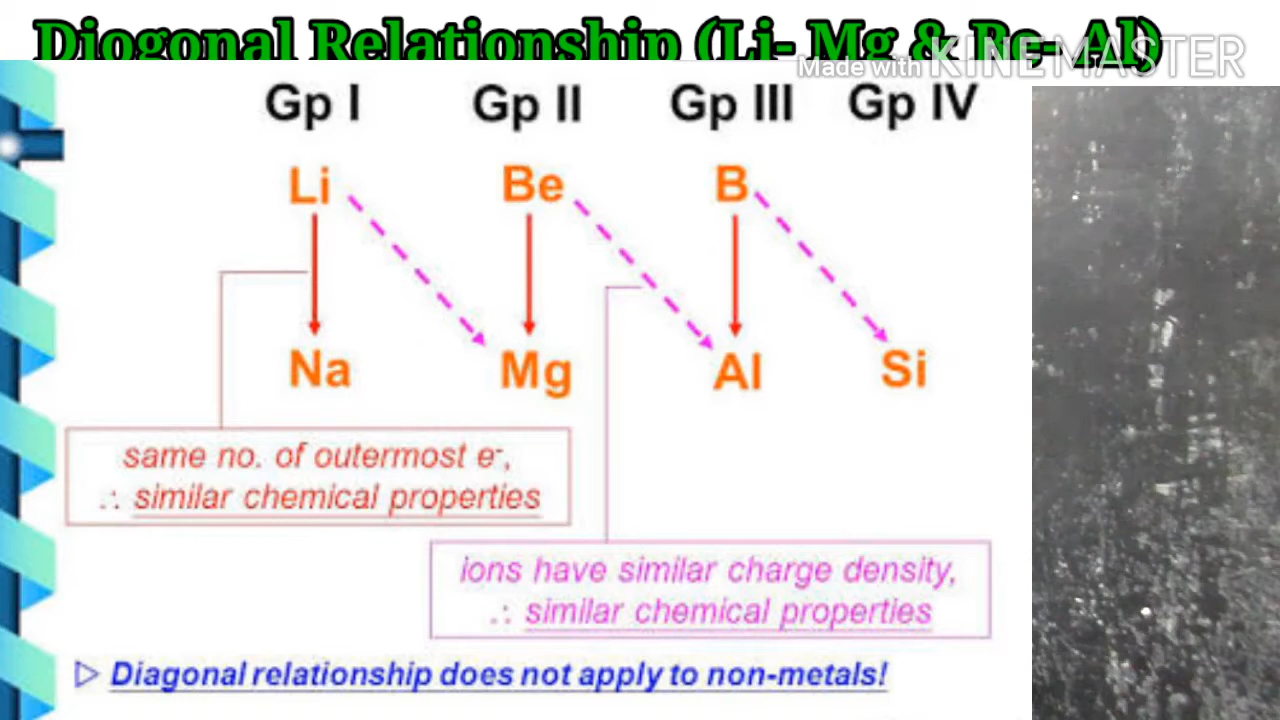 Diogonal Relationship (Li- Mg & Be- Al)
Made with KINEMASTER
Gp I Gp II Gp III Gp IV
Li Be B
Na Mg Al Si
same no. of outermost e-,
∴ similar chemical properties
ions have similar charge density,
∴ similar chemical properties
▷ Diagonal relationship does not apply to non-metals!